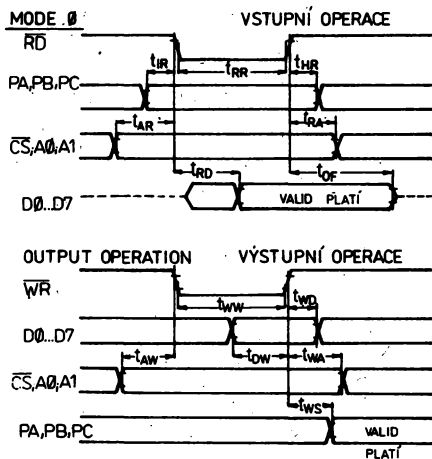 MODE.0 VSTUPNÍ OPERACE
RD
tIR tRR tHR
PA,PB,PC
tAR tRA
CS,A0,A1
tRD tOF
D0...D7 VALID PLATÍ
OUTPUT OPERATION VÝSTUPNÍ OPERACE
WR
tWW tWD
D0...D7
tAW tDW tWA
CS,A0,A1
tWS
PA,PB,PC VALID
PLATÍ